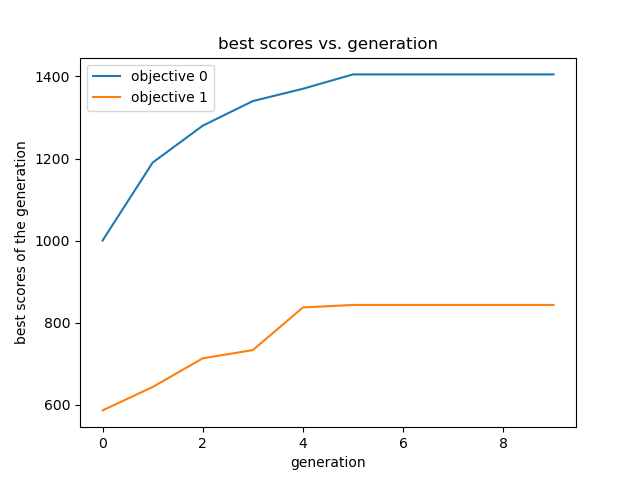 best scores vs. generation
objective 0
objective 1
1400
1200
1000
800
600
best scores of the generation
0 2 4 6 8
generation